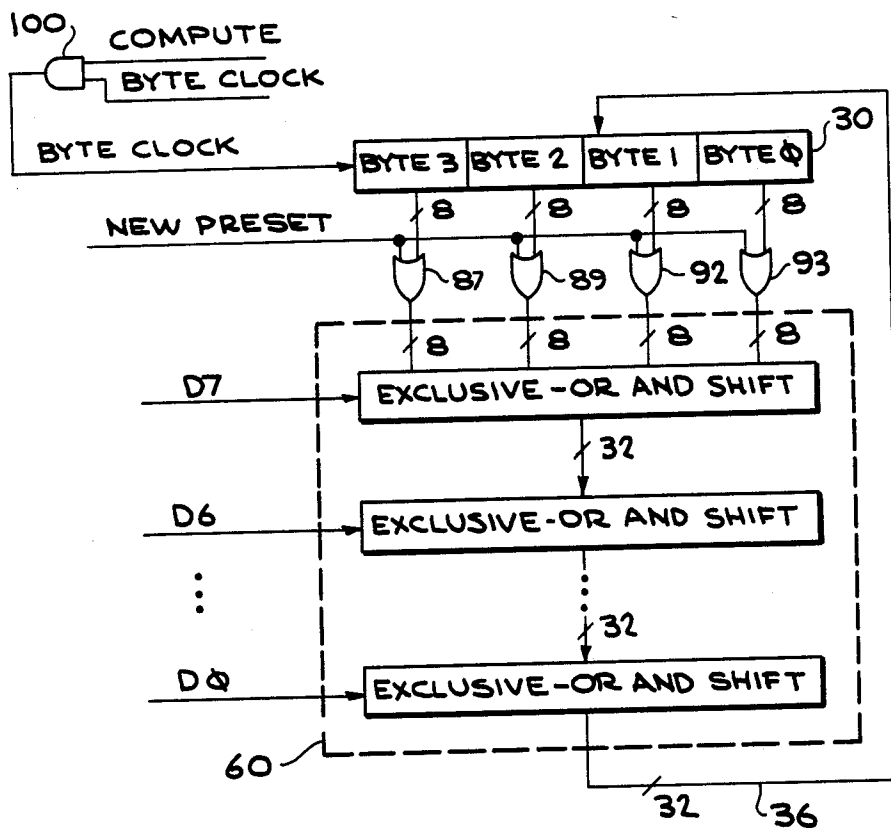 100
COMPUTE
BYTE CLOCK
BYTE CLOCK
BYTE 3 BYTE 2 BYTE 1 BYTE Φ
30
8 8 8 8
NEW PRESET
87 89 92 93
8 8 8 8
D7
EXCLUSIVE-OR AND SHIFT
32
D6
EXCLUSIVE-OR AND SHIFT
32
DΦ
EXCLUSIVE-OR AND SHIFT
60
32
36